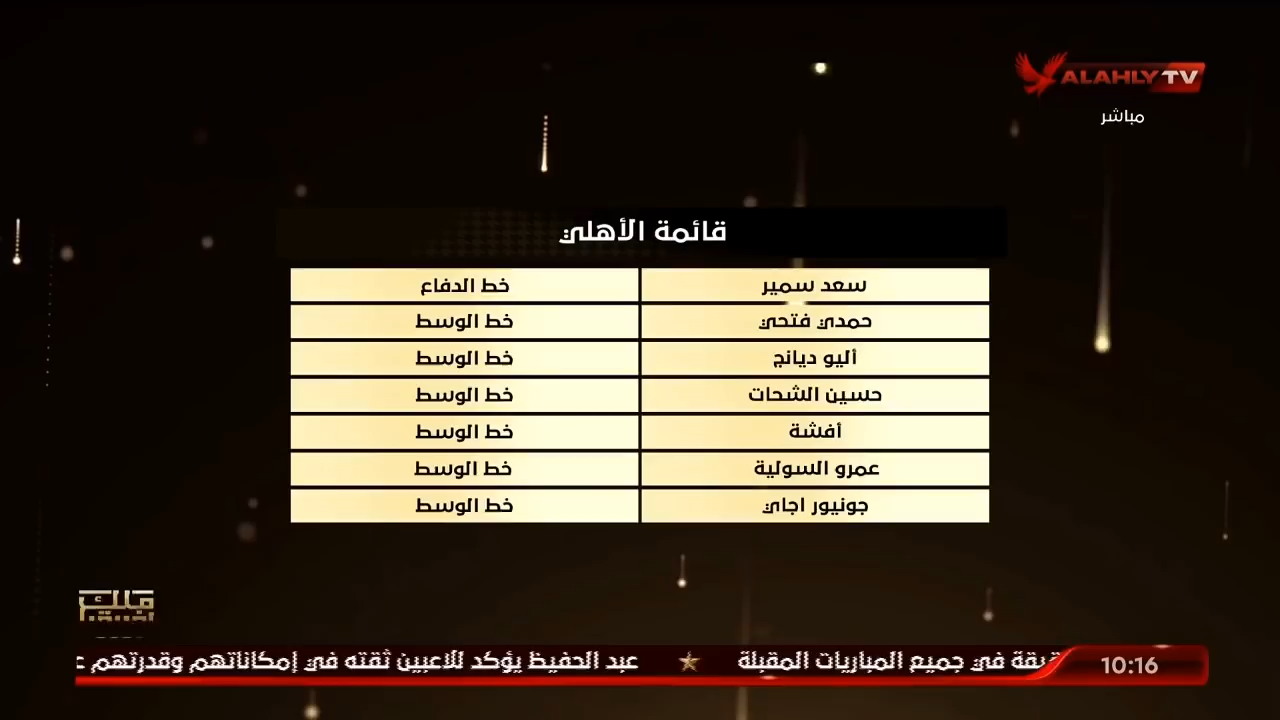 ALAHLY TV
مباشر
قائمة الأهلي
سعد سمير خط الدفاع
حمدي فتحي خط الوسط
أليو ديانج خط الوسط
حسين الشحات خط الوسط
أفشة خط الوسط
عمرو السولية خط الوسط
جونيور اجاي خط الوسط
ملك
في جميع المباريات المقبلة ★ عبد الحفيظ يؤكد للاعبين ثقته في إمكاناتهم وقدرتهم
10:16